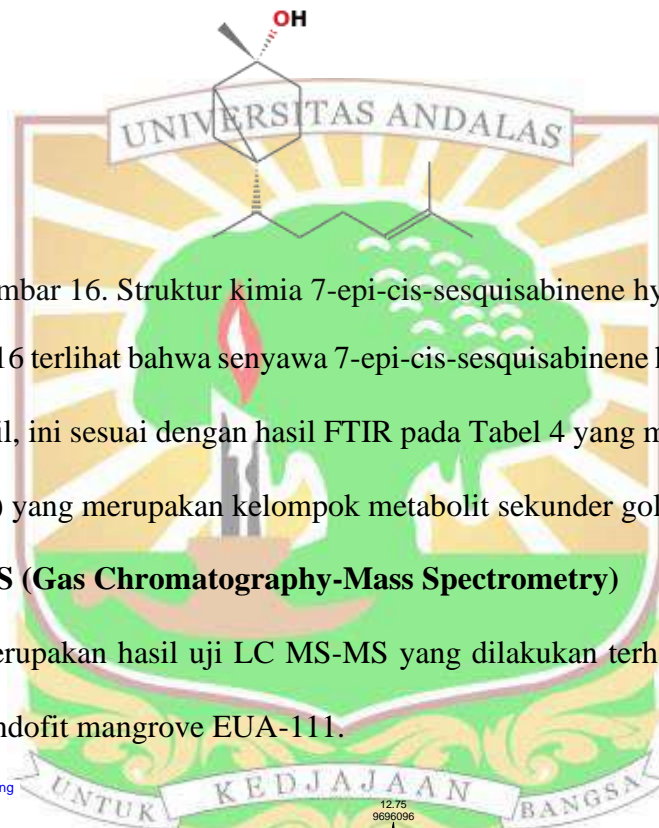 OH
UNIVERSITAS ANDALAS
mbar 16. Struktur kimia 7-epi-cis-sesquisabinene hy
16 terlihat bahwa senyawa 7-epi-cis-sesquisabinene
il, ini sesuai dengan hasil FTIR pada Tabel 4 yang m
) yang merupakan kelompok metabolit sekunder gol
S (Gas Chromatography-Mass Spectrometry)
erupakan hasil uji LC MS-MS yang dilakukan terh
ndofit mangrove EUA-111.
ng
UNTUK KEDJAJAAN BANGSA
12.75
9696096